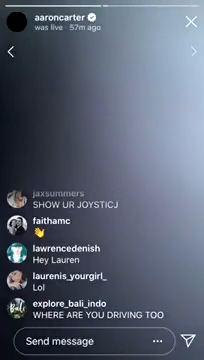 aaroncarter
was live · 57m ago
jaxsummers
SHOW UR JOYSTICJ
faithamc
👋
lawrencedenish
Hey Lauren
laurenis_yourgirl_
Lol
explore_bali_indo
WHERE ARE YOU DRIVING TOO
Send message